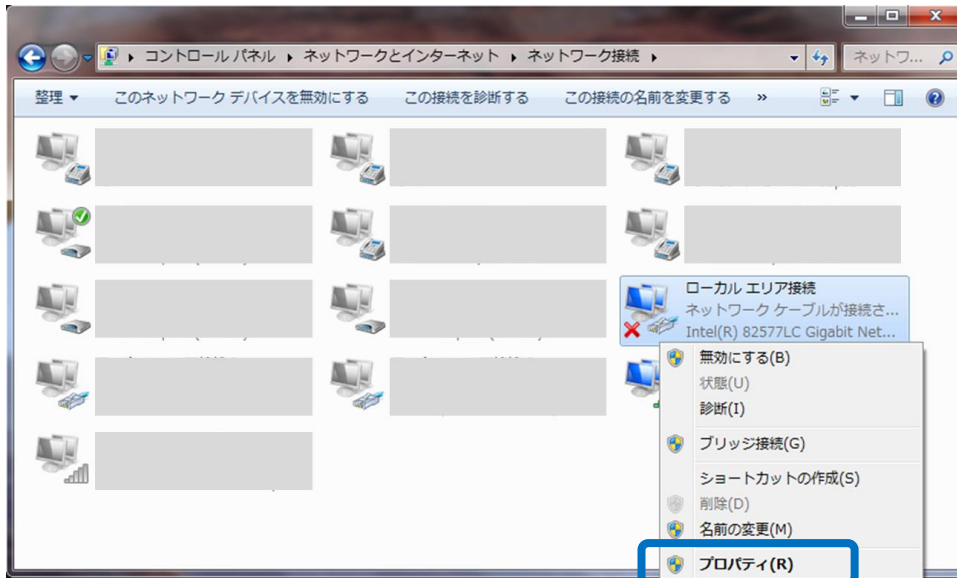 コントロール パネル ▸ ネットワークとインターネット ▸ ネットワーク接続 ▸
ネットワ...
整理 ▼ このネットワーク デバイスを無効にする この接続を診断する この接続の名前を変更する »
ローカル エリア接続
ネットワーク ケーブルが接続さ...
Intel(R) 82577LC Gigabit Net...
無効にする(B)
状態(U)
診断(I)
ブリッジ接続(G)
ショートカットの作成(S)
削除(D)
名前の変更(M)
プロパティ(R)